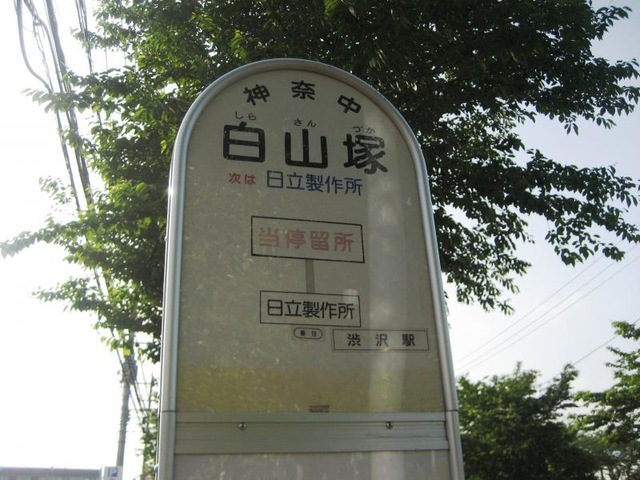 神奈中
しら さん づか
白山塚
次は 日立製作所
当停留所
日立製作所
渋沢駅